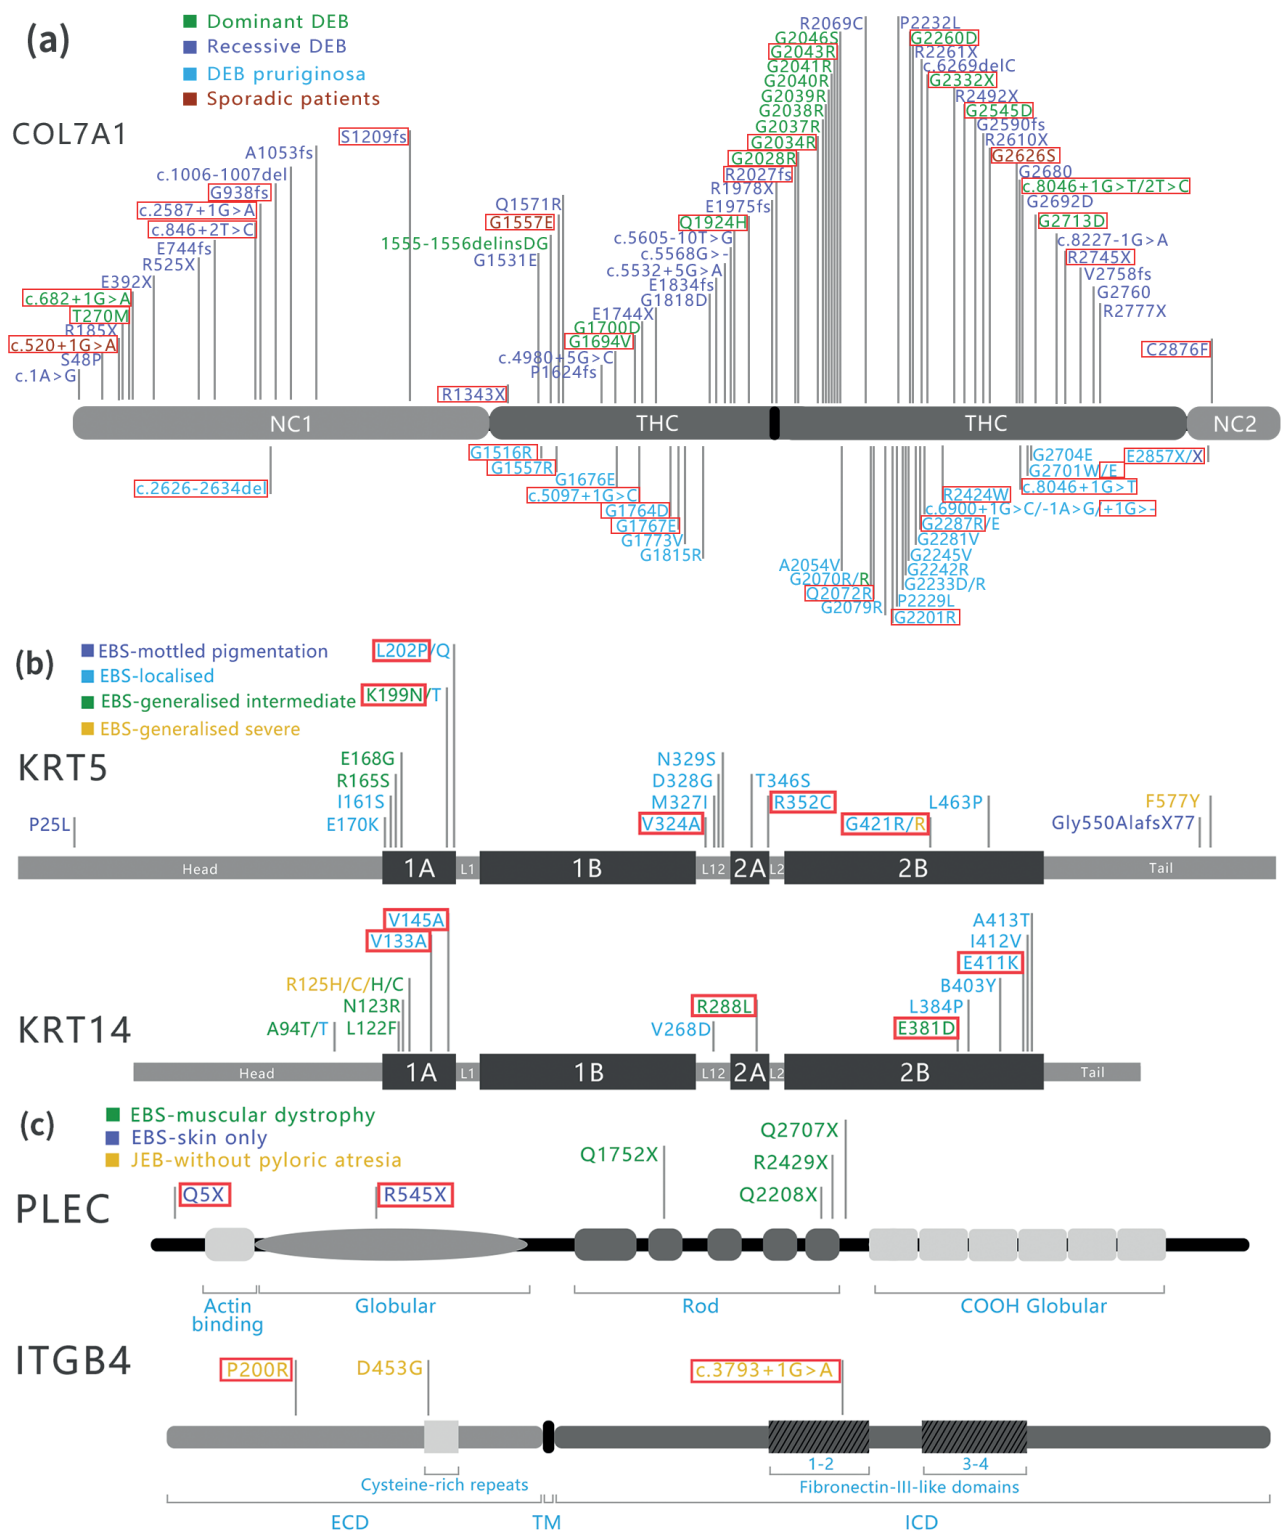 (a)
Dominant DEB
Recessive DEB
DEB pruriginosa
Sporadic patients
COL7A1
S1209fs
A1053fs
c.1006-1007del
G938fs
c.2587+1G>A
c.846+2T>C
E744fs
R525X
E392X
c.682+1G>A
T270M
R185X
c.520+1G>A
S48P
c.1A>G
R1343X
Q1571R
G1557E
1555-1556delinsDG
G1531E
R2069C
G2046S
G2043R
G2041R
G2040R
G2039R
G2038R
G2037R
G2034R
G2028R
R2027fs
R1978X
E1975fs
Q1924H
c.5605-10T>G
c.5568G>-
c.5532+5G>A
E1834fs
G1818D
E1744X
G1700D
G1694V
c.4980+5G>C
P1624fs
P2232L
G2260D
R2261X
c.6269delC
G2332X
R2492X
G2545D
G2590fs
R2610X
G2626S
G2680
c.8046+1G>T/2T>C
G2692D
G2713D
c.8227-1G>A
R2745X
V2758fs
G2760
R2777X
C2876F
NC1
THC
THC
NC2
c.2626-2634del
G1516R
G1557R
G1676E
c.5097+1G>C
G1764D
G1767E
G1773V
G1815R
A2054V
G2070R/R
Q2072R
G2079R
G2704E
G2701W/E
c.8046+1G>T
E2857X/X
R2424W
c.6900+1G>C/-1A>G/+1G>-
G2287R/E
G2281V
G2245V
G2242R
G2233D/R
P2229L
G2201R
(b)
EBS-mottled pigmentation
EBS-localised
EBS-generalised intermediate
EBS-generalised severe
KRT5
L202P/Q
K199N/T
E168G
R165S
I161S
E170K
P25L
N329S
D328G
M327I
V324A
T346S
R352C
G421R/R
L463P
F577Y
Gly550AlafsX77
Head
1A
L1
1B
L12
2A
L2
2B
Tail
KRT14
V145A
V133A
R125H/C/H/C
N123R
A94T/T
L122F
R288L
V268D
A413T
I412V
E411K
B403Y
L384P
E381D
Head
1A
L1
1B
L12
2A
L2
2B
Tail
(c)
EBS-muscular dystrophy
EBS-skin only
JEB-without pyloric atresia
PLEC
Q5X
R545X
Q1752X
Q2707X
R2429X
Q2208X
Actin
binding
Globular
Rod
COOH Globular
ITGB4
P200R
D453G
c.3793+1G>A
1-2
3-4
Cysteine-rich repeats
Fibronectin-III-like domains
ECD
TM
ICD